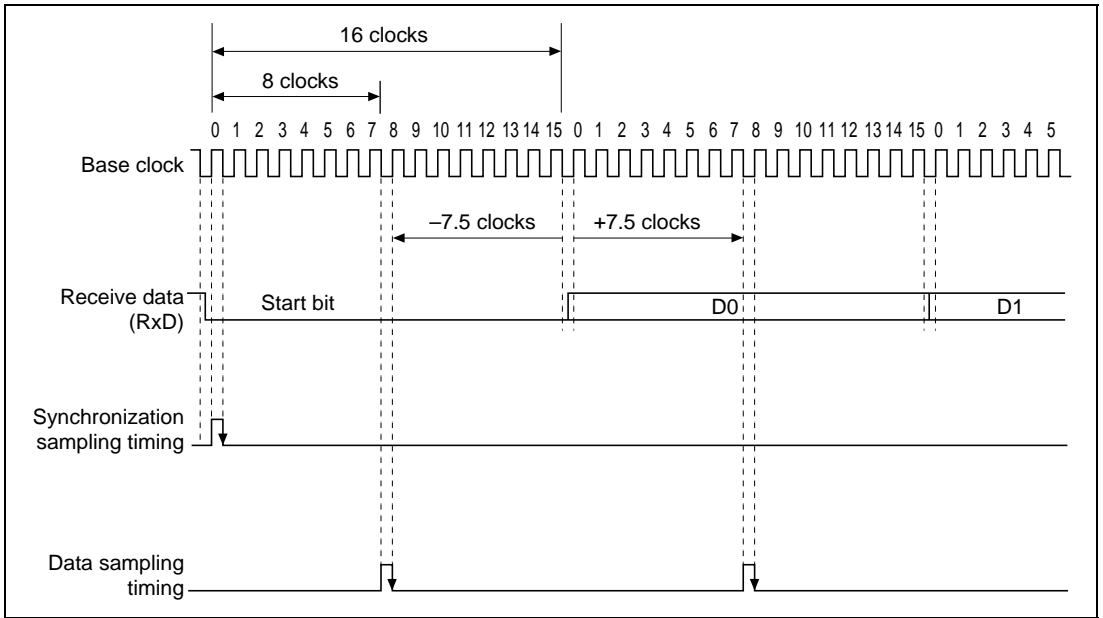 16 clocks
8 clocks
0 1 2 3 4 5 6 7 8 9 10 11 12 13 14 15 0 1 2 3 4 5 6 7 8 9 10 11 12 13 14 15 0 1 2 3 4 5
Base clock
–7.5 clocks +7.5 clocks
Receive data
(RxD)
Start bit D0 D1
Synchronization
sampling timing
Data sampling
timing